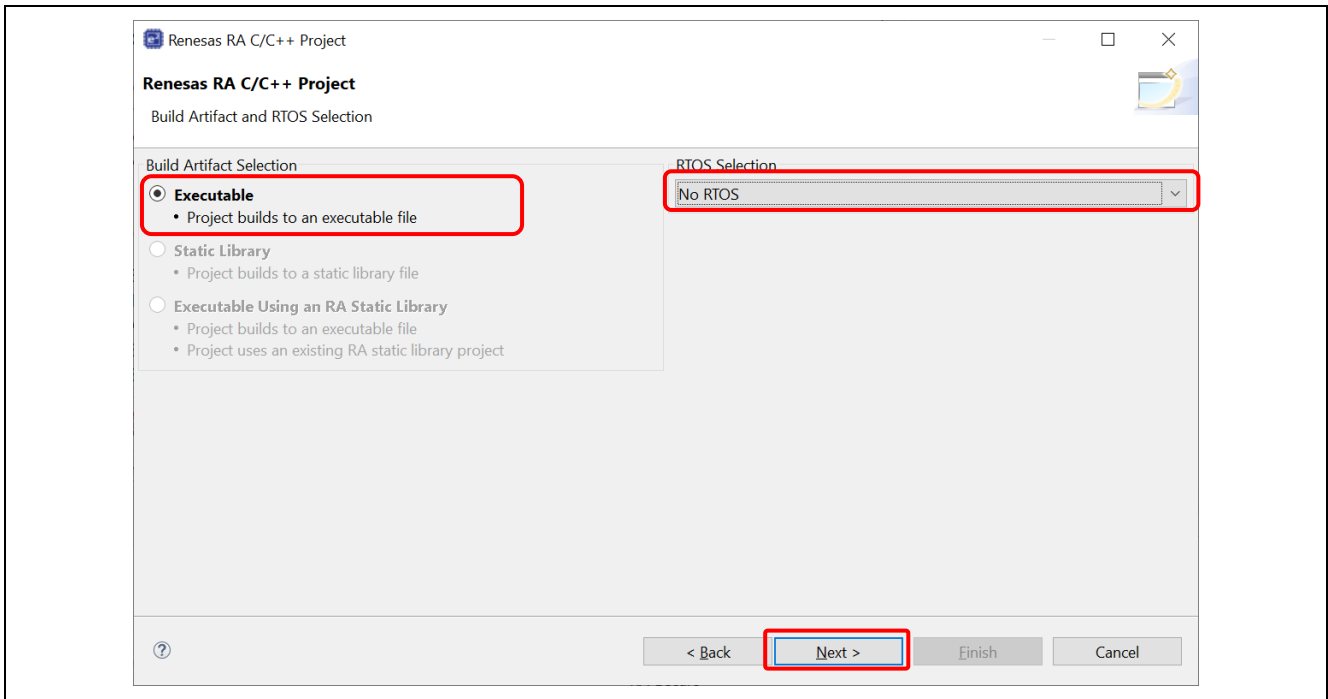 Renesas RA C/C++ Project
Renesas RA C/C++ Project
Build Artifact and RTOS Selection
Build Artifact Selection
Executable
• Project builds to an executable file
Static Library
• Project builds to a static library file
Executable Using an RA Static Library
• Project builds to an executable file
• Project uses an existing RA static library project
RTOS Selection
No RTOS
< Back
Next >
Finish
Cancel